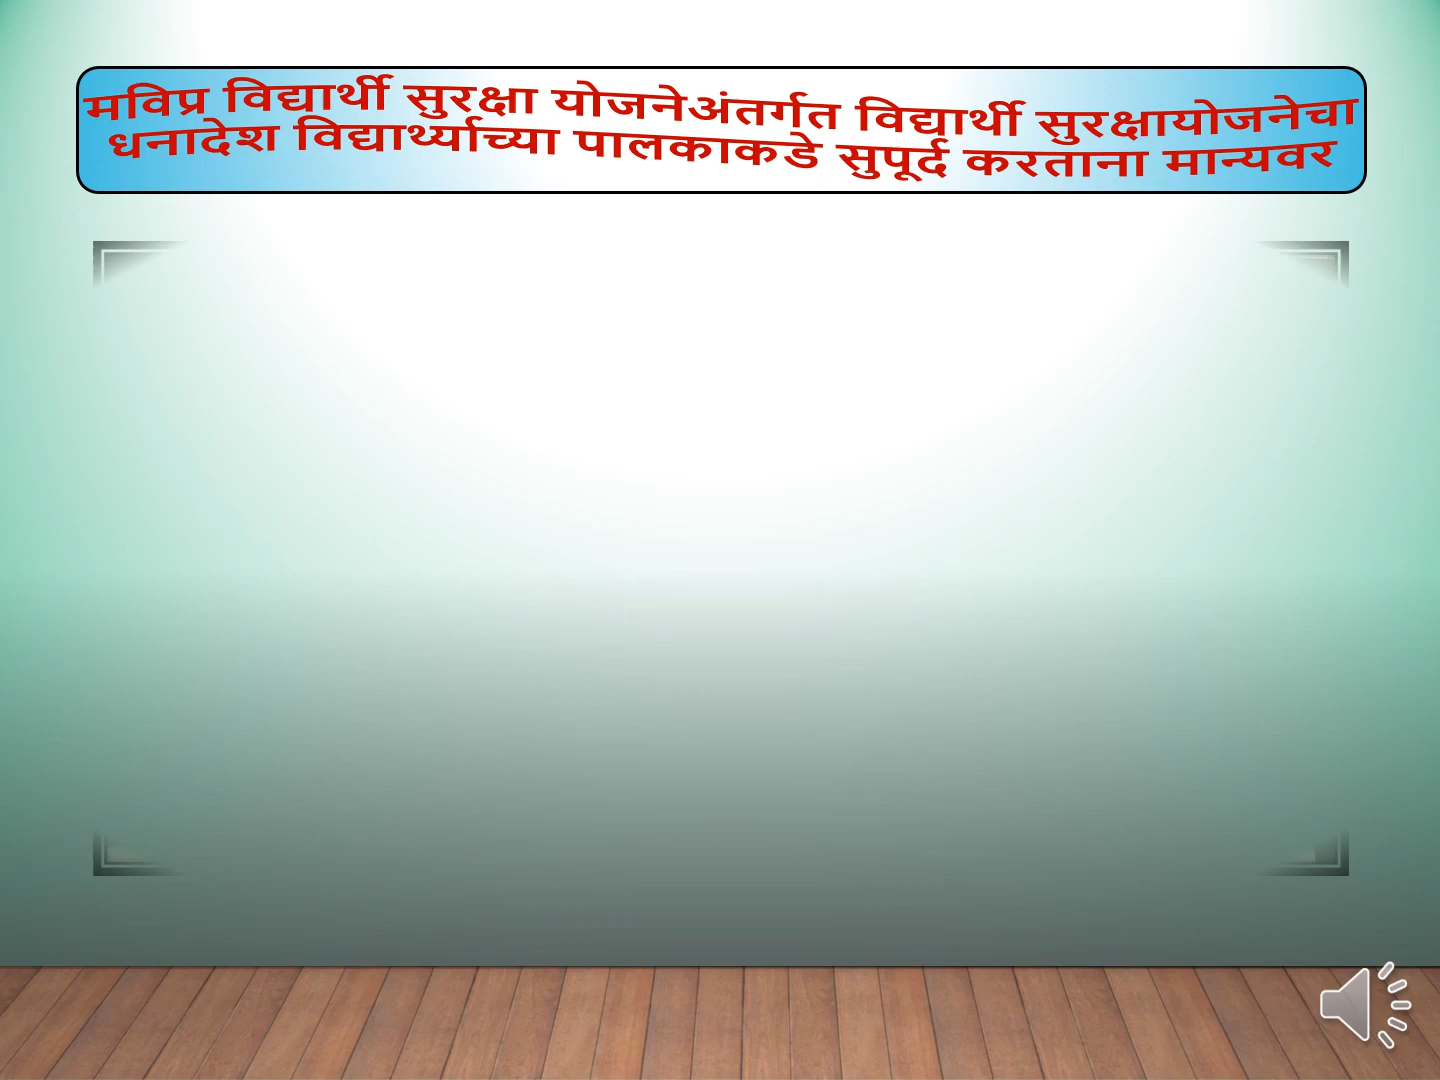 मविप्र विद्यार्थी सुरक्षा योजनेअंतर्गत विद्यार्थी सुरक्षायोजनेचा
धनादेश विद्यार्थ्याच्या पालकाकडे सुपूर्द करताना मान्यवर